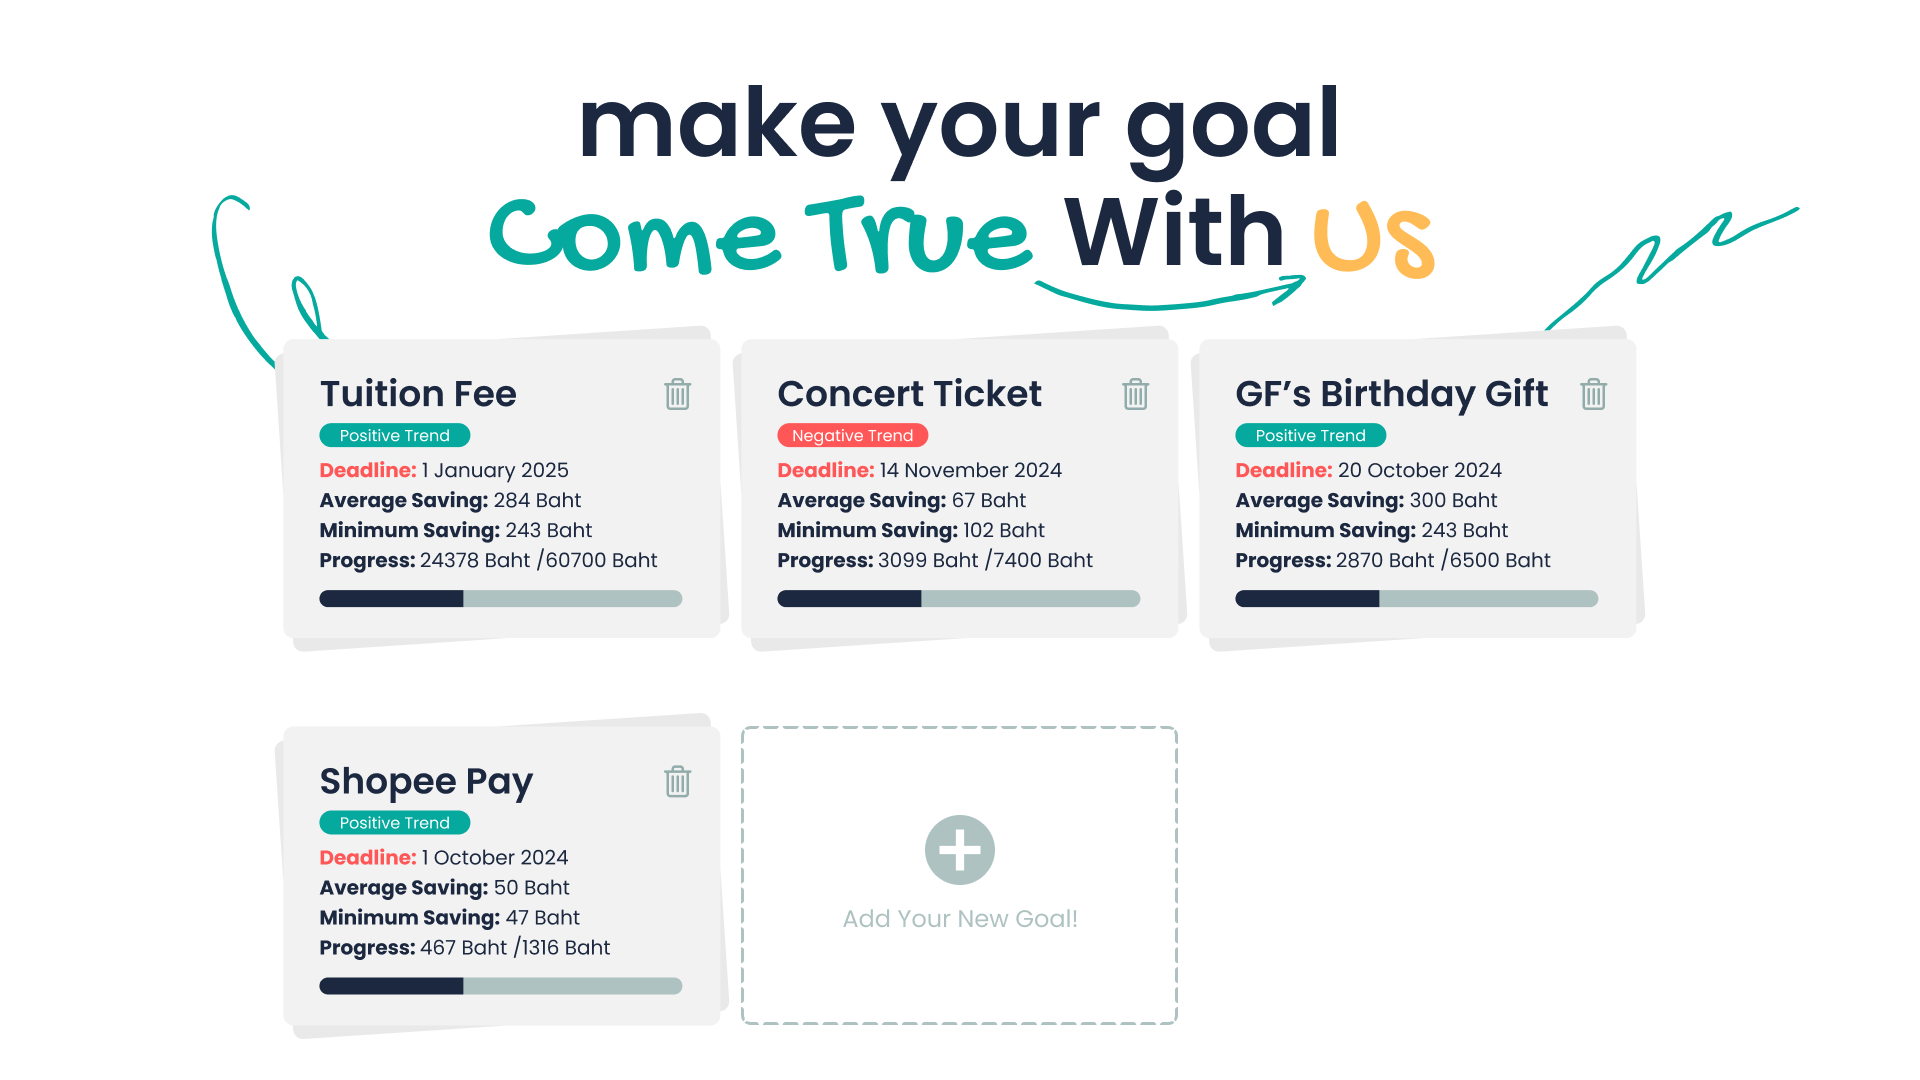 make your goal
Come True With Us
Tuition Fee
Positive Trend
Deadline: 1 January 2025
Average Saving: 284 Baht
Minimum Saving: 243 Baht
Progress: 24378 Baht /60700 Baht
Concert Ticket
Negative Trend
Deadline: 14 November 2024
Average Saving: 67 Baht
Minimum Saving: 102 Baht
Progress: 3099 Baht /7400 Baht
GF’s Birthday Gift
Positive Trend
Deadline: 20 October 2024
Average Saving: 300 Baht
Minimum Saving: 243 Baht
Progress: 2870 Baht /6500 Baht
Shopee Pay
Positive Trend
Deadline: 1 October 2024
Average Saving: 50 Baht
Minimum Saving: 47 Baht
Progress: 467 Baht /1316 Baht
Add Your New Goal!